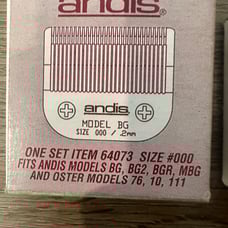 andis®
andis
MODEL BG
SIZE 000 / .2mm
ONE SET ITEM 64073 SIZE #000
FITS ANDIS MODELS BG, BG2, BGR, MBG
AND OSTER MODELS 76, 10, 111